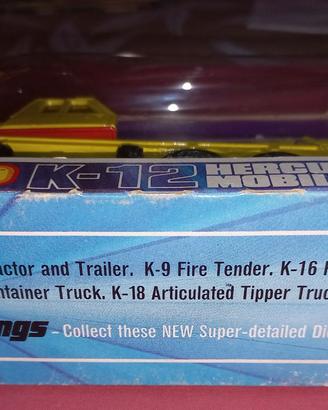 K-12 HERCU
MOBIL
actor and Trailer. K-9 Fire Tender. K-16 F
ntainer Truck. K-18 Articulated Tipper Truc
ngs – Collect these NEW Super-detailed Di